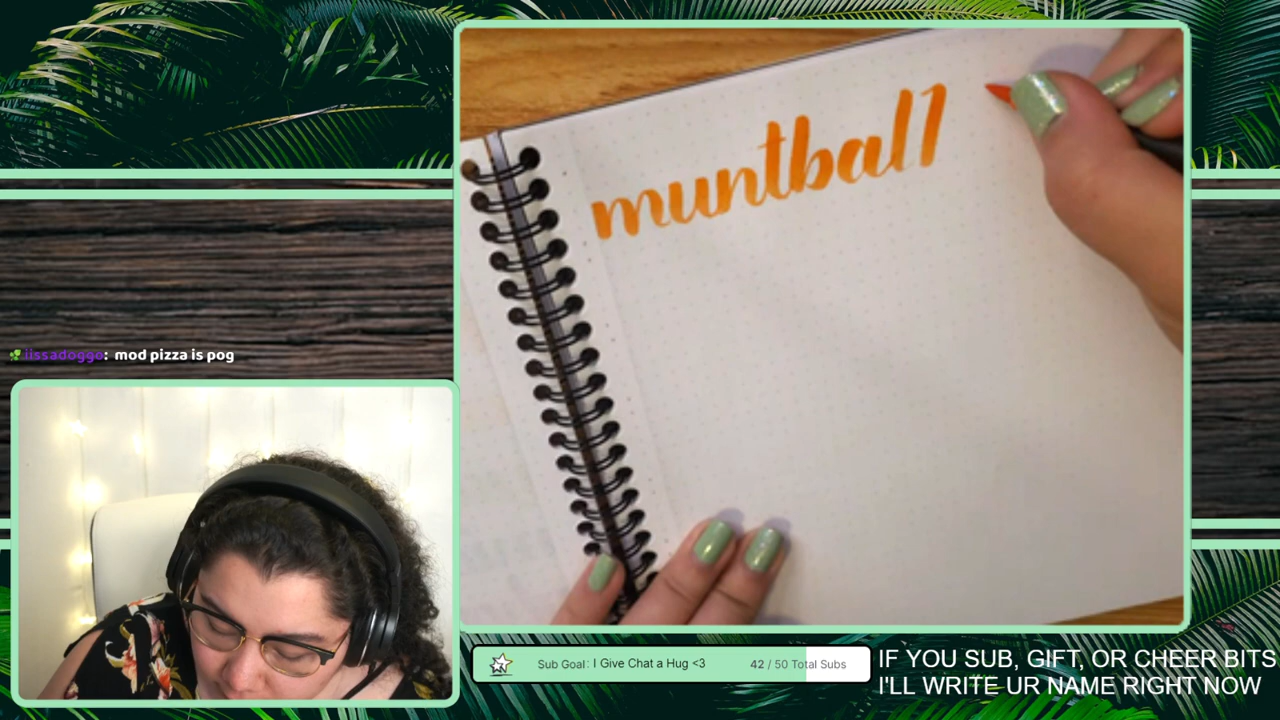 muntball
iissadoggo: mod pizza is pog
Sub Goal: I Give Chat a Hug <3 42 / 50 Total Subs
IF YOU SUB, GIFT, OR CHEER BITS
I'LL WRITE UR NAME RIGHT NOW